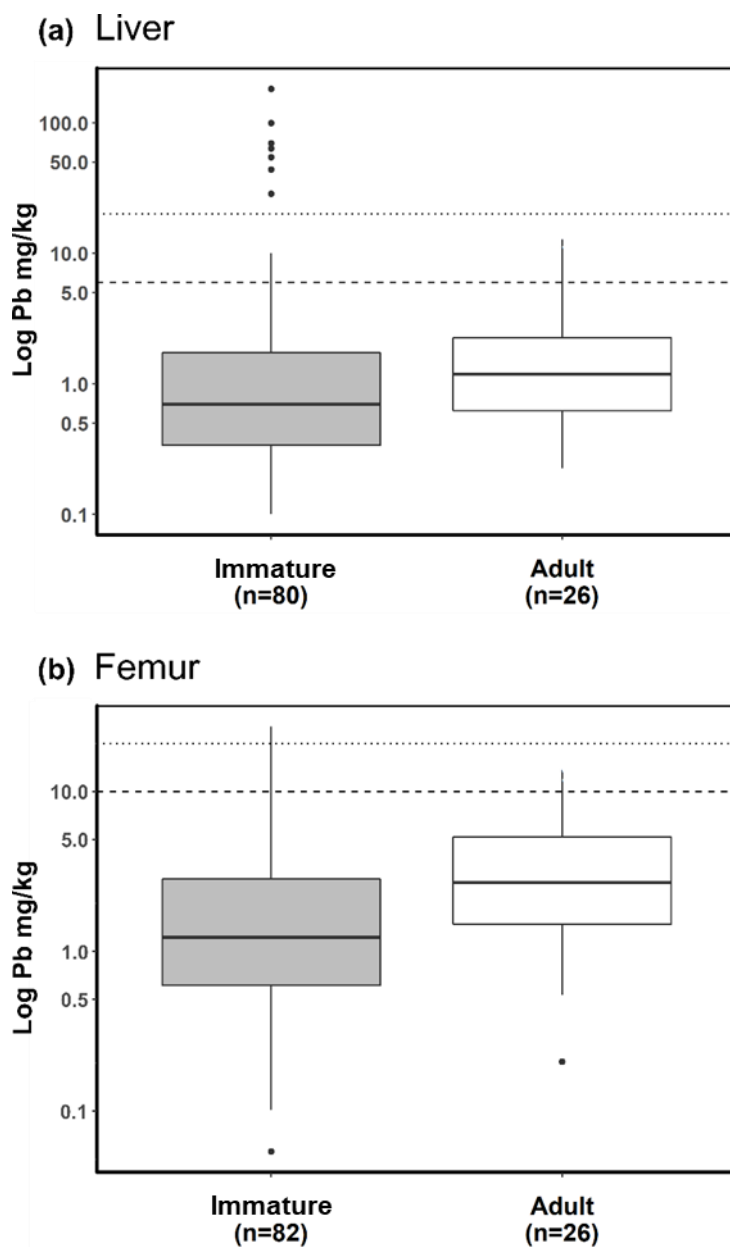 (a) Liver
Log Pb mg/kg
100.0
50.0
10.0
5.0
1.0
0.5
0.1
Immature
(n=80)
Adult
(n=26)
(b) Femur
Log Pb mg/kg
10.0
5.0
1.0
0.5
0.1
Immature
(n=82)
Adult
(n=26)